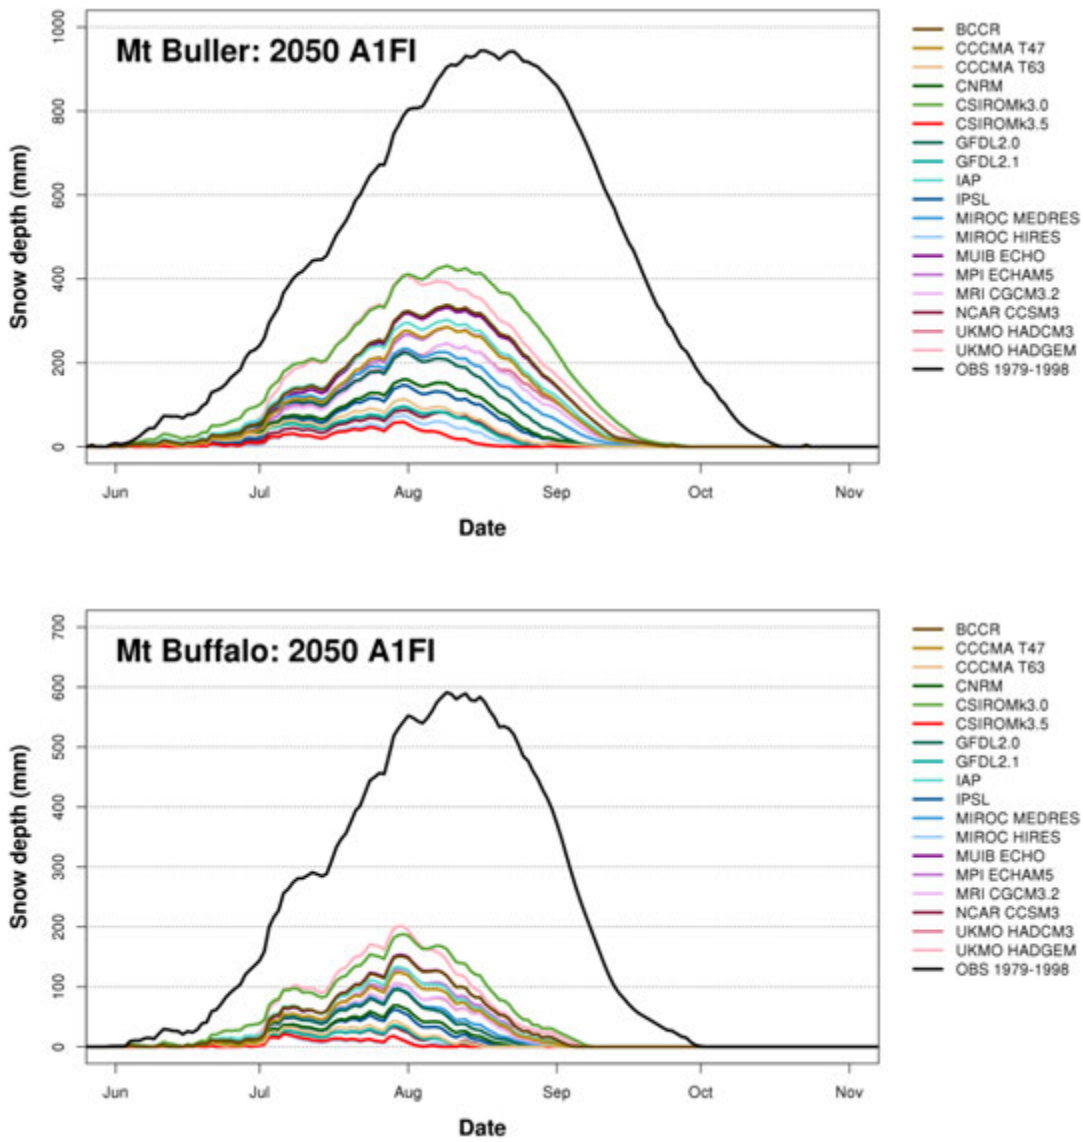 Mt Buller: 2050 A1FI
Snow depth (mm)
1000
800
600
400
200
0
Jun Jul Aug Sep Oct Nov
Date
BCCR
CCCMA T47
CCCMA T63
CNRM
CSIROMk3.0
CSIROMk3.5
GFDL2.0
GFDL2.1
IAP
IPSL
MIROC MEDRES
MIROC HIRES
MUIB ECHO
MPI ECHAM5
MRI CGCM3.2
NCAR CCSM3
UKMO HADCM3
UKMO HADGEM
OBS 1979-1998
Mt Buffalo: 2050 A1FI
Snow depth (mm)
700
600
500
400
300
200
100
0
Jun Jul Aug Sep Oct Nov
Date
BCCR
CCCMA T47
CCCMA T63
CNRM
CSIROMk3.0
CSIROMk3.5
GFDL2.0
GFDL2.1
IAP
IPSL
MIROC MEDRES
MIROC HIRES
MUIB ECHO
MPI ECHAM5
MRI CGCM3.2
NCAR CCSM3
UKMO HADCM3
UKMO HADGEM
OBS 1979-1998